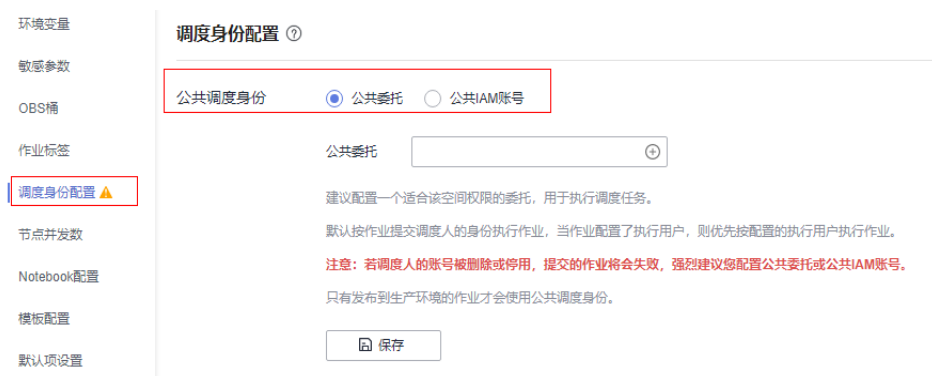 环境变量
敏感参数
OBS桶
作业标签
调度身份配置
节点并发数
Notebook配置
模板配置
默认项设置
调度身份配置
公共调度身份 公共委托 公共IAM账号
公共委托
建议配置一个适合该空间权限的委托，用于执行调度任务。
默认按作业提交调度人的身份执行作业，当作业配置了执行用户，则优先按配置的执行用户执行作业。
注意：若调度人的账号被删除或停用，提交的作业将会失败，强烈建议您配置公共委托或公共IAM账号。
只有发布到生产环境的作业才会使用公共调度身份。
保存